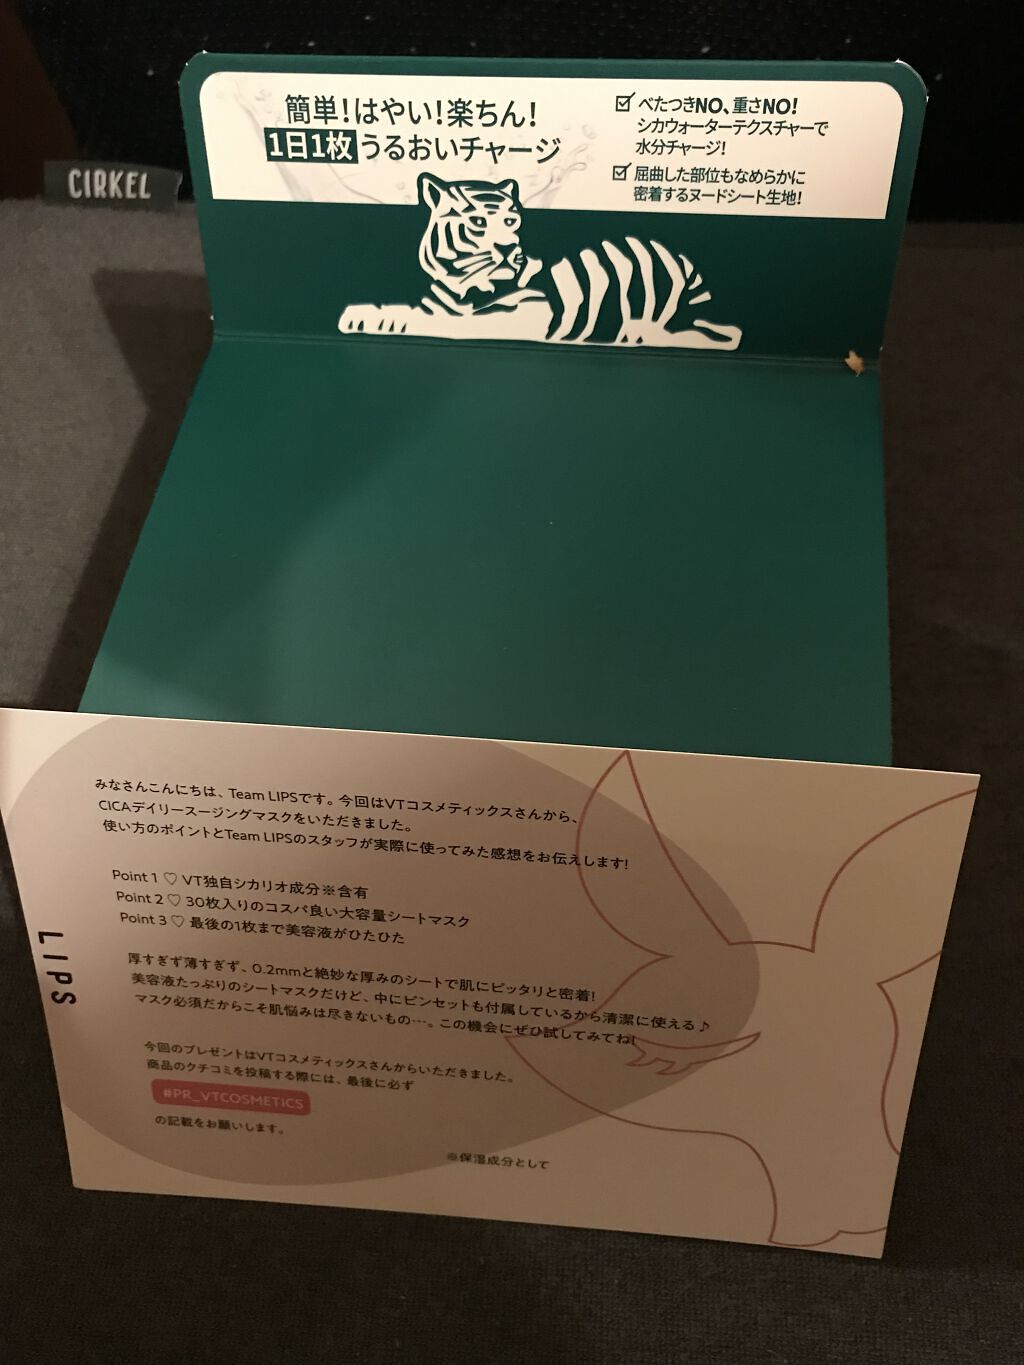 簡単!はやい!楽ちん!
1日1枚うるおいチャージ
べたつきNO、重さNO!
シカウォーターテクスチャーで
水分チャージ!
屈曲した部位もなめらかに
密着するヌードシート生地!
CIRKEL
みなさんこんにちは、Team LIPSです。今回はVTコスメティックスさんから、
CICAデイリースージングマスクをいただきました。
使い方のポイントとTeam LIPSのスタッフが実際に使ってみた感想をお伝えします!
Point 1 ♡ VT独自シカリオ成分※含有
Point 2 ♡ 30枚入りのコスパ良い大容量シートマスク
Point 3 ♡ 最後の1枚まで美容液がひたひた
厚すぎず薄すぎず、0.2mmと絶妙な厚みのシートで肌にピッタリと密着!
美容液たっぷりのシートマスクだけど、中にピンセットも付属しているから清潔に使える♪
マスク必須だからこそ肌悩みは尽きないもの…。この機会にぜひ試してみてね!
今回のプレゼントはVTコスメティックスさんからいただきました。
商品のクチコミを投稿する際には、最後に必ず
#PR_VTCOSMETICS
の記載をお願いします。
※保湿成分として
LIPS